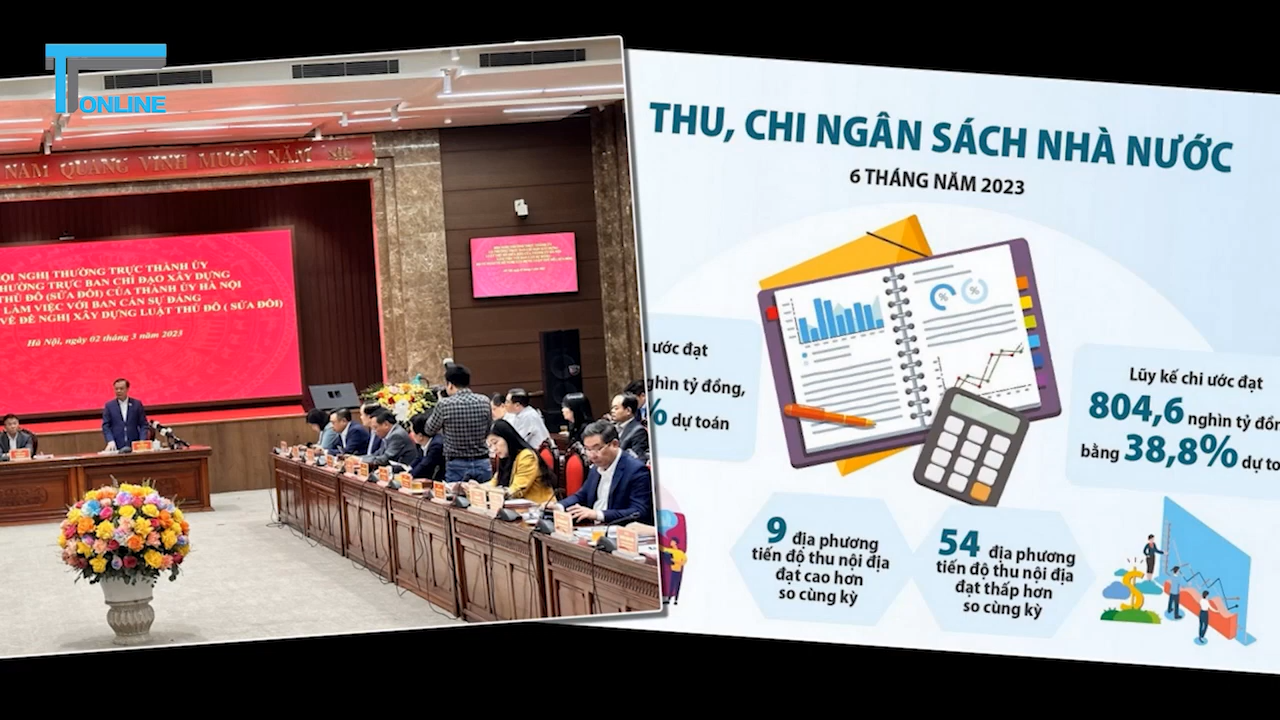 ONLINE
NĂM QUANG VINH MUÔN NĂM
HỘI NGHỊ THƯỜNG TRỰC THÀNH ỦY
THƯỜNG TRỰC BAN CHỈ ĐẠO XÂY DỰNG
THỦ ĐÔ (SỬA ĐỔI) CỦA THÀNH ỦY HÀ NỘI
LÀM VIỆC VỚI BAN CÁN SỰ ĐẢNG
VỀ ĐỀ NGHỊ XÂY DỰNG LUẬT THỦ ĐÔ ( SỬA ĐỔI)
Hà Nội, ngày 02 tháng 3 năm 2023
THU, CHI NGÂN SÁCH NHÀ NƯỚC
6 THÁNG NĂM 2023
ước đạt
nghìn tỷ đồng,
% dự toán
Lũy kế chi ước đạt
804,6 nghìn tỷ đồn
bằng 38,8% dự to
9 địa phương
tiến độ thu nội địa
đạt cao hơn
so cùng kỳ
54 địa phương
tiến độ thu nội địa
đạt thấp hơn
so cùng kỳ